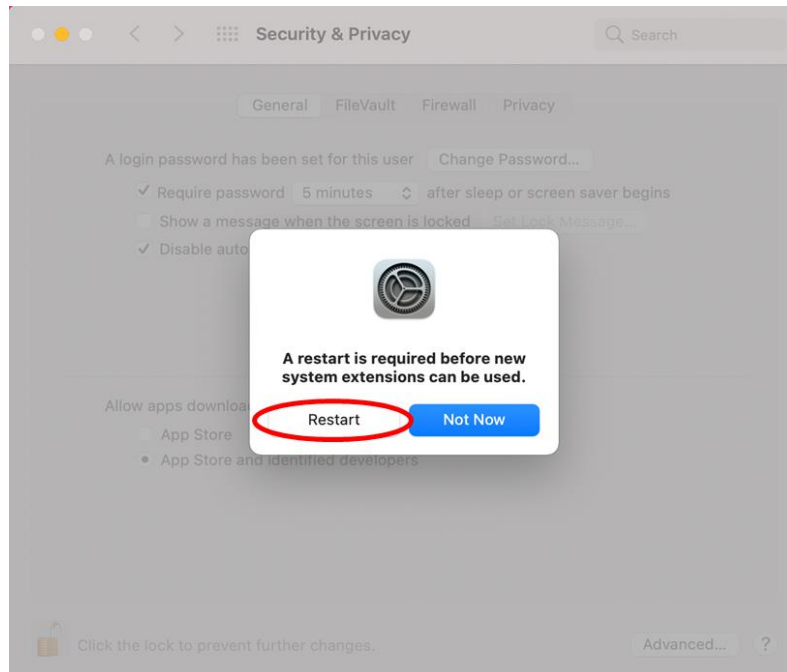 Security & Privacy
Search
General FileVault Firewall Privacy
A login password has been set for this user Change Password...
Require password 5 minutes after sleep or screen saver begins
Show a message when the screen is locked Set Lock Message...
Disable auto
A restart is required before new
system extensions can be used.
Allow apps downloa
Restart Not Now
App Store
App Store and identified developers
Click the lock to prevent further changes.
Advanced... ?